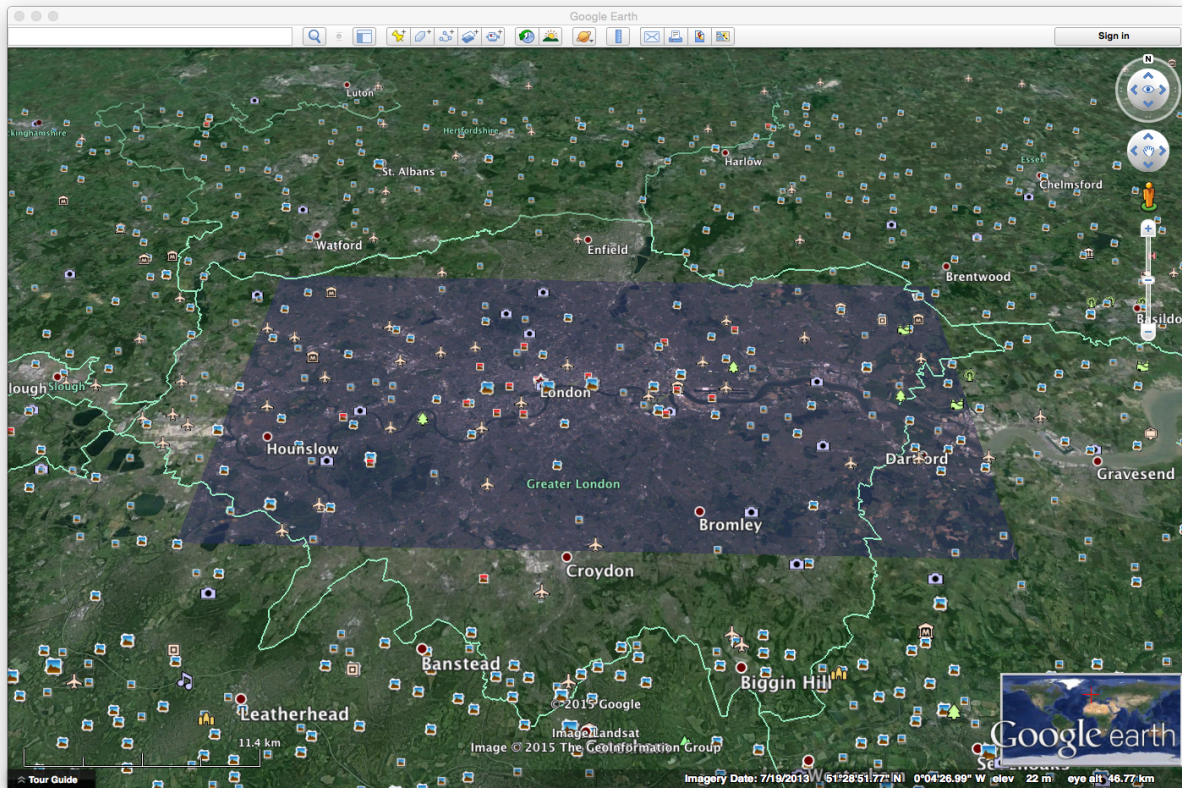 Google Earth
Sign in
N
Luton
ckinghamshire
Hertfordshire
Harlow
St. Albans
Essex
Chelmsford
Watford
Enfield
Brentwood
Basildo
lough Slough
London
Hounslow
Dartford
Gravesend
Greater London
Bromley
Croydon
Banstead
Biggin Hill
Leatherhead
© 2015 Google
Image Landsat
Image © 2015 The GeoInformation Group
11.4 km
Google earth
Tour Guide
Imagery Date: 7/19/2013 51°28'51.77" N 0°04'26.99" W elev 22 m eye alt 46.77 km